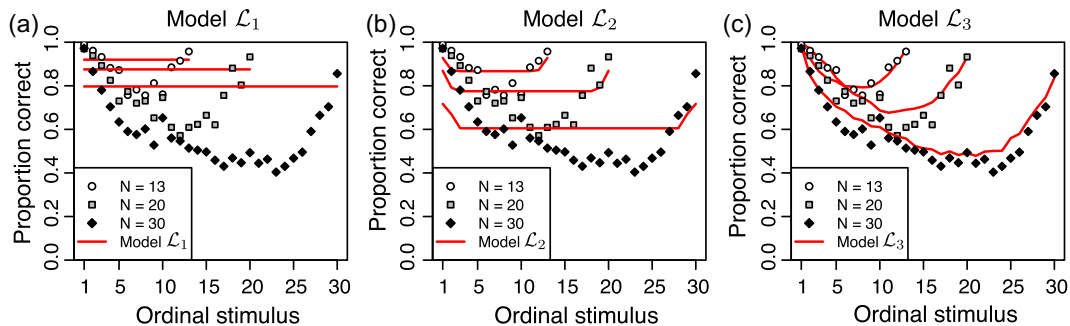 (a)
Model ℒ1
Proportion correct
1.0
0.8
0.6
0.4
0.2
0.0
N = 13
N = 20
N = 30
Model ℒ1
1 5 10 15 20 25 30
Ordinal stimulus
(b)
Model ℒ2
Proportion correct
1.0
0.8
0.6
0.4
0.2
0.0
N = 13
N = 20
N = 30
Model ℒ2
1 5 10 15 20 25 30
Ordinal stimulus
(c)
Model ℒ3
Proportion correct
1.0
0.8
0.6
0.4
0.2
0.0
N = 13
N = 20
N = 30
Model ℒ3
1 5 10 15 20 25 30
Ordinal stimulus